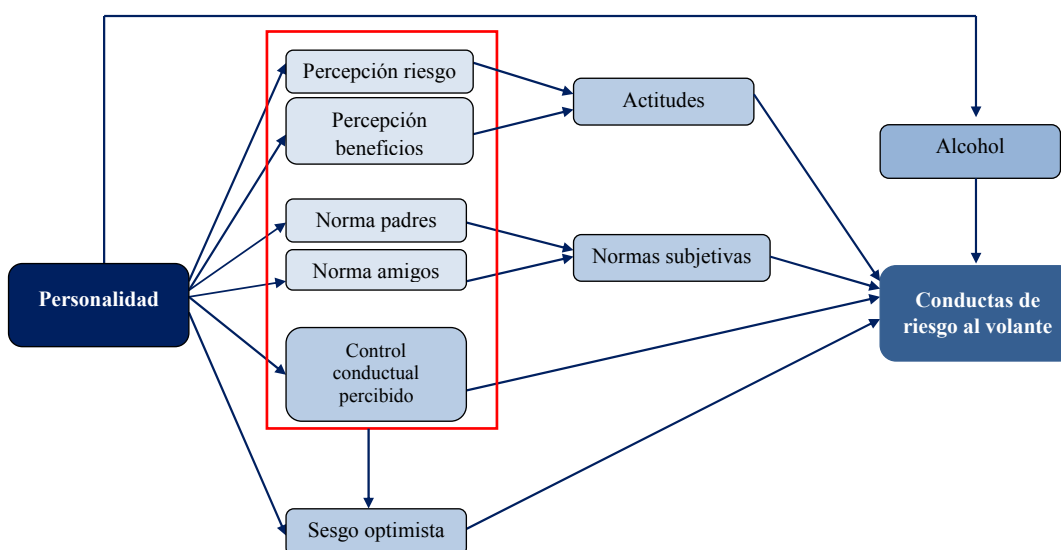 Percepción riesgo
Percepción
beneficios
Actitudes
Alcohol
Norma padres
Norma amigos
Normas subjetivas
Personalidad
Conductas de
riesgo al volante
Control
conductual
percibido
Sesgo optimista